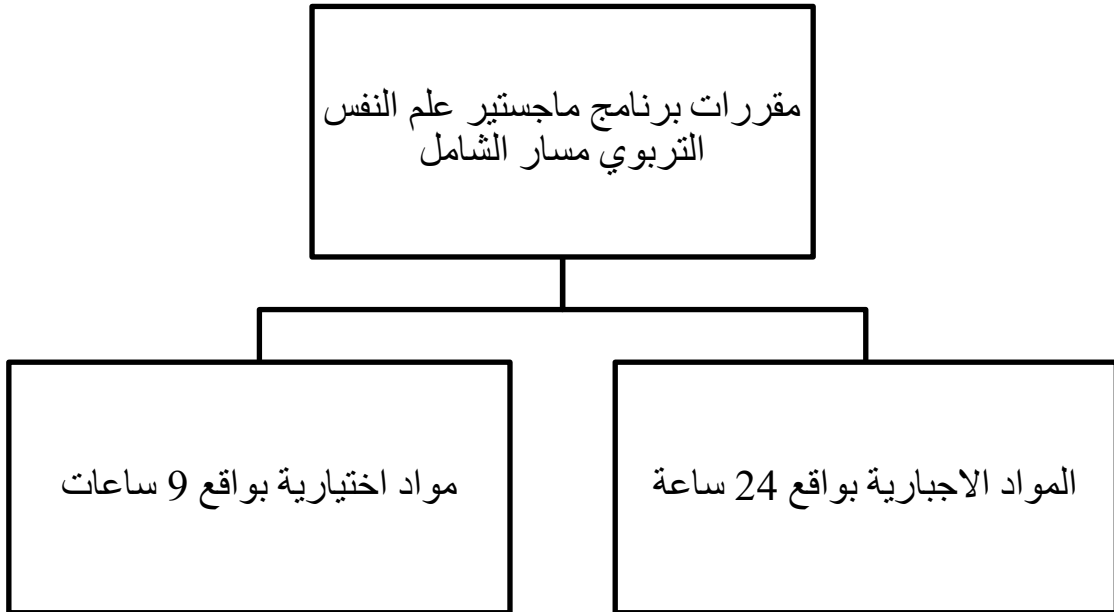 مقررات برنامج ماجستير علم النفس
التربوي مسار الشامل
المواد الاجبارية بواقع 24 ساعة
مواد اختيارية بواقع 9 ساعات